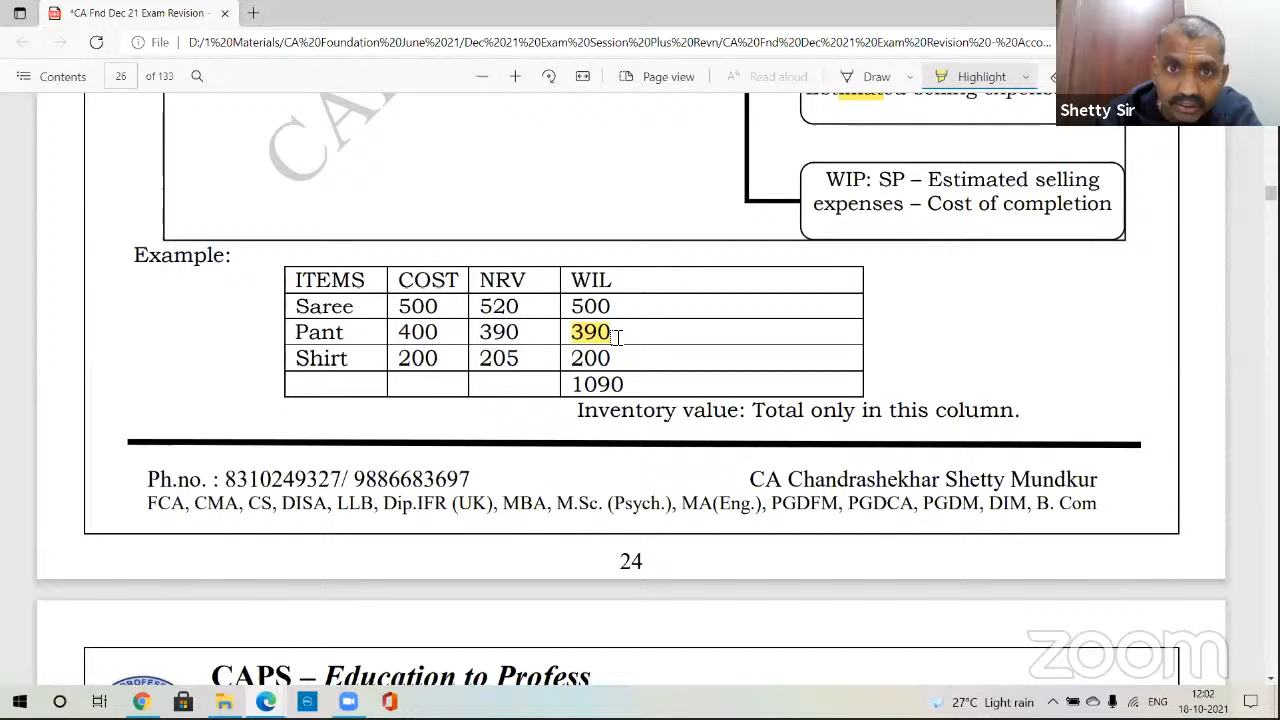 *CA Fnd Dec 21 Exam Revision -
File D:/1%20Materials/CA%20Foundation%20June%2021/Dec%2021%20Exam%20Session%20Plus%20Revn/CA%20Fnd%20Dec%2021%20Exam%20Revision%20-%20Acco...
Contents 26 of 133 Page view Read aloud Draw Highlight
Estimated selling expens
Shetty Sir
CA
WIP: SP – Estimated selling
expenses – Cost of completion
Example:
ITEMS COST NRV WIL
Saree 500 520 500
Pant 400 390 390
Shirt 200 205 200
1090
Inventory value: Total only in this column.
Ph.no. : 8310249327/ 9886683697 CA Chandrashekhar Shetty Mundkur
FCA, CMA, CS, DISA, LLB, Dip.IFR (UK), MBA, M.Sc. (Psych.), MA(Eng.), PGDFM, PGDCA, PGDM, DIM, B. Com
24
zoom
CAPS – Education to Profess
27°C Light rain ENG 12:02
18-10-2021